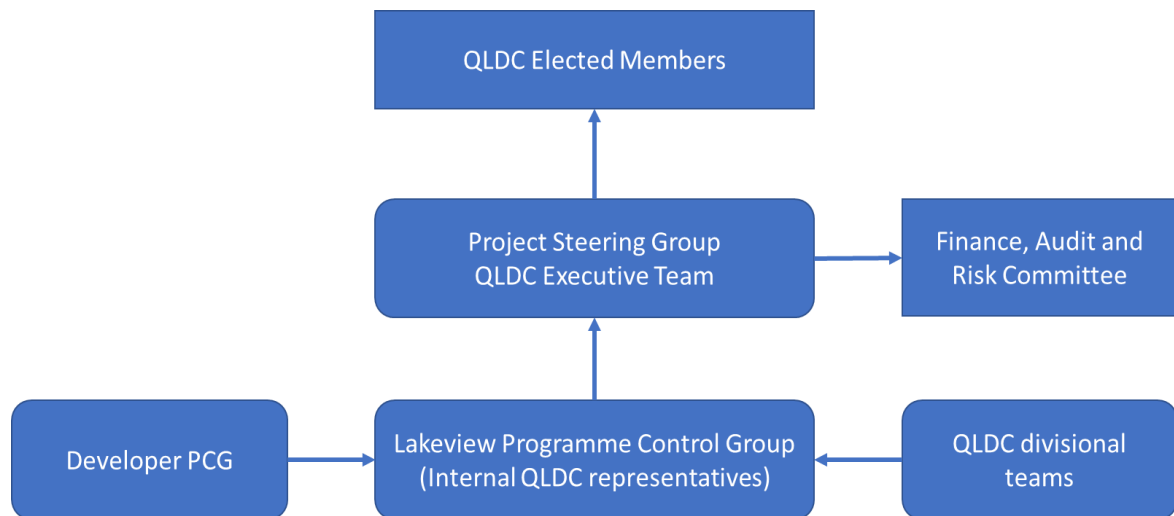 QLDC Elected Members
Project Steering Group
QLDC Executive Team
Finance, Audit and
Risk Committee
Developer PCG
Lakeview Programme Control Group
(Internal QLDC representatives)
QLDC divisional
teams